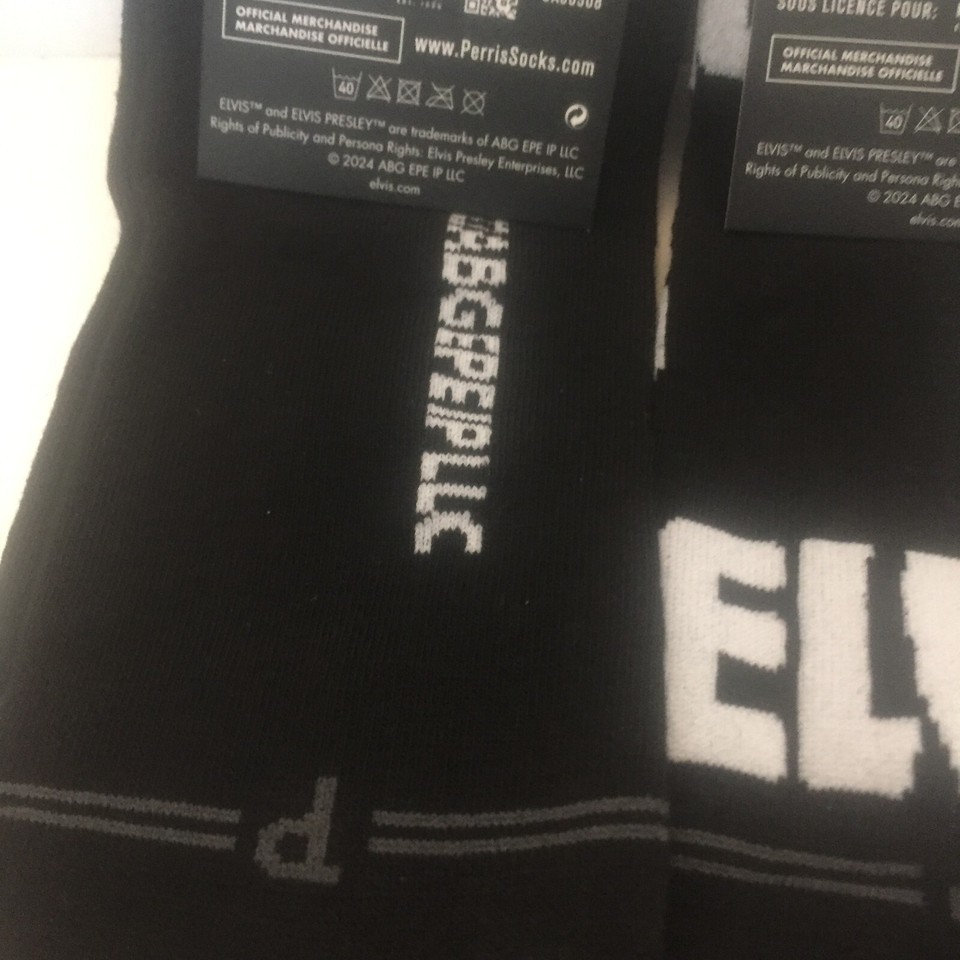 OFFICIAL MERCHANDISE
MARCHANDISE OFFICIELLE
www.PerrisSocks.com
40
ELVIS™ and ELVIS PRESLEY™ are trademarks of ABG EPE IP LLC
Rights of Publicity and Persona Rights: Elvis Presley Enterprises, LLC
© 2024 ABG EPE IP LLC
elvis.com
BGEPEIPLLC
P
SOUS LICENCE POUR:
OFFICIAL MERCHANDISE
MARCHANDISE OFFICIELLE
40
ELVIS™ and ELVIS PRESLEY™ are
Rights of Publicity and Persona
© 2024 ABG
elvis.com
ELV